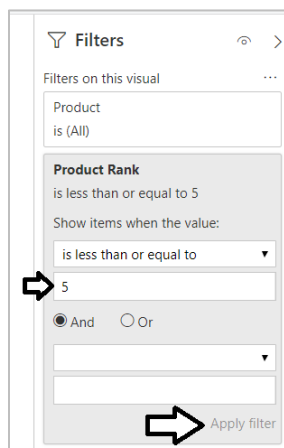 Filters
Filters on this visual
Product
is (All)
Product Rank
is less than or equal to 5
Show items when the value:
is less than or equal to
5
And Or
Apply filter